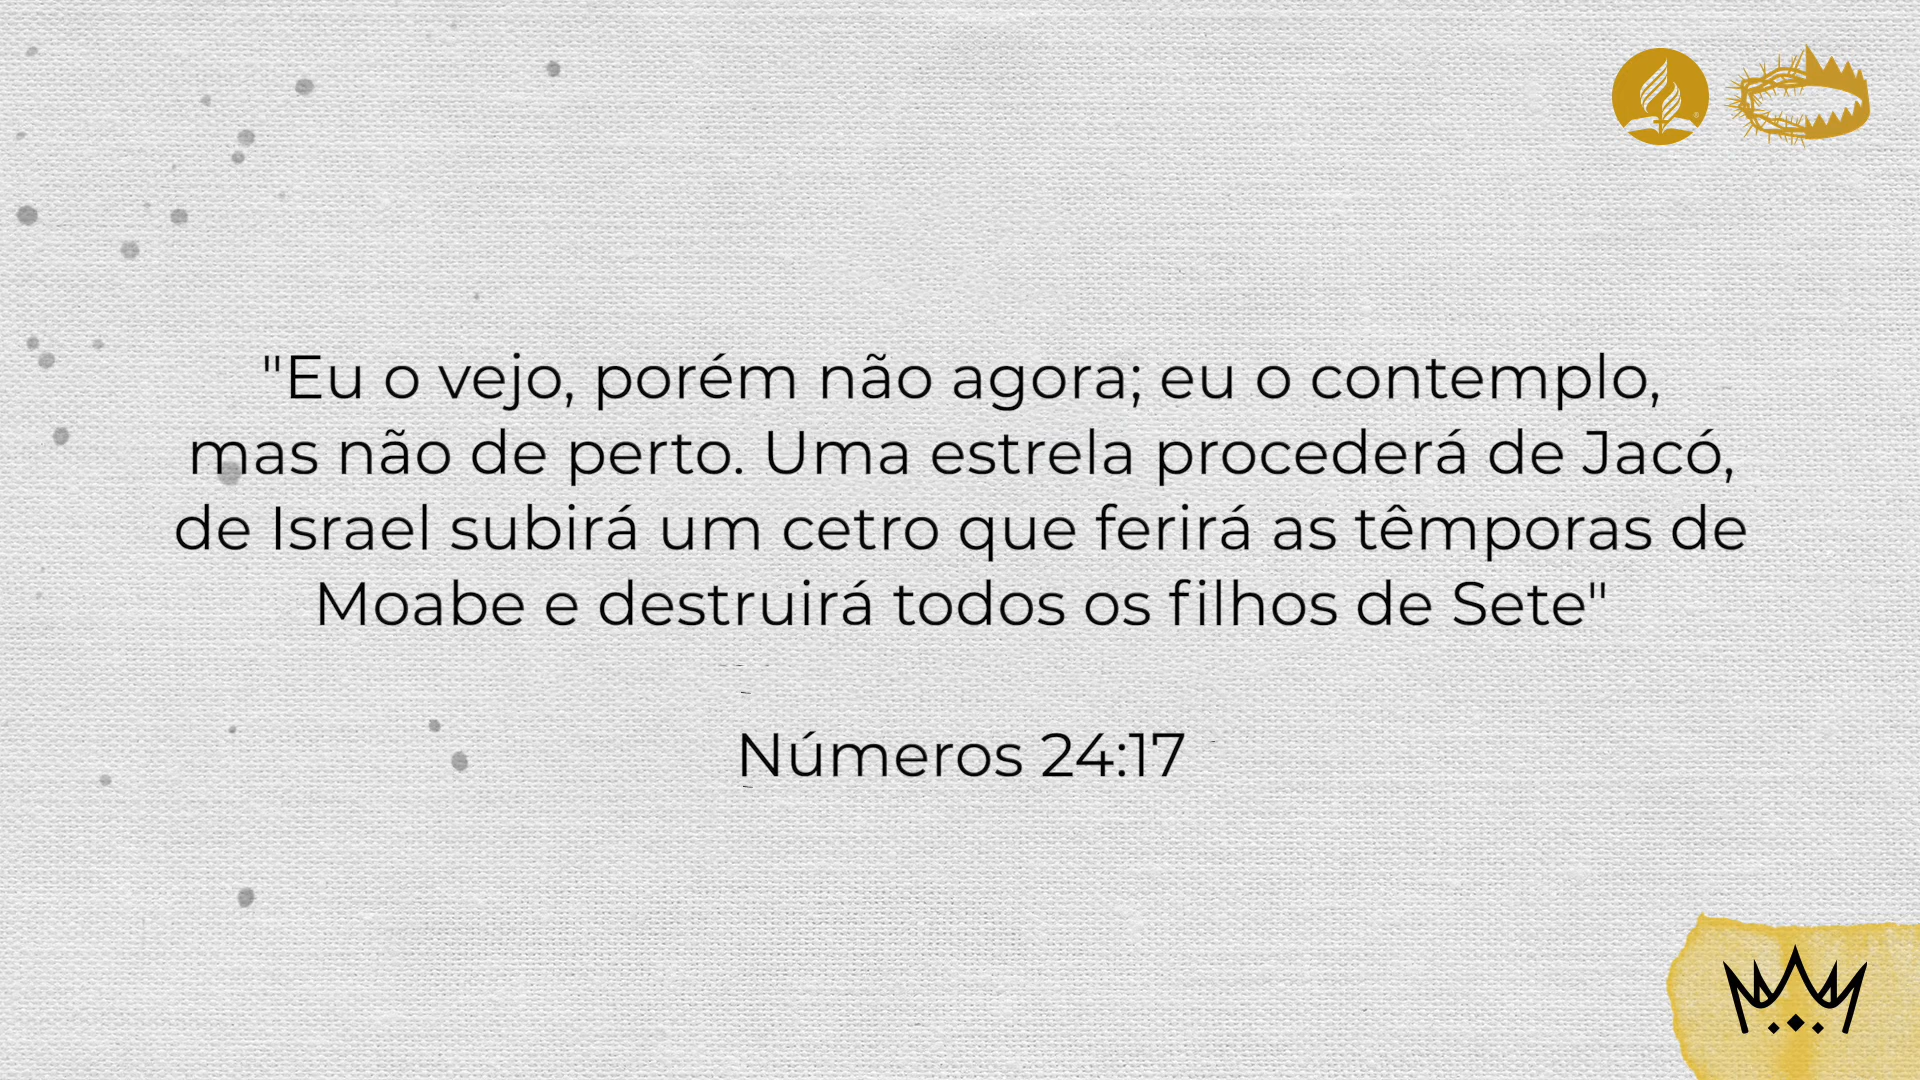 "Eu o vejo, porém não agora; eu o contemplo,
mas não de perto. Uma estrela procederá de Jacó,
de Israel subirá um cetro que ferirá as têmporas de
Moabe e destruirá todos os filhos de Sete"
Números 24:17